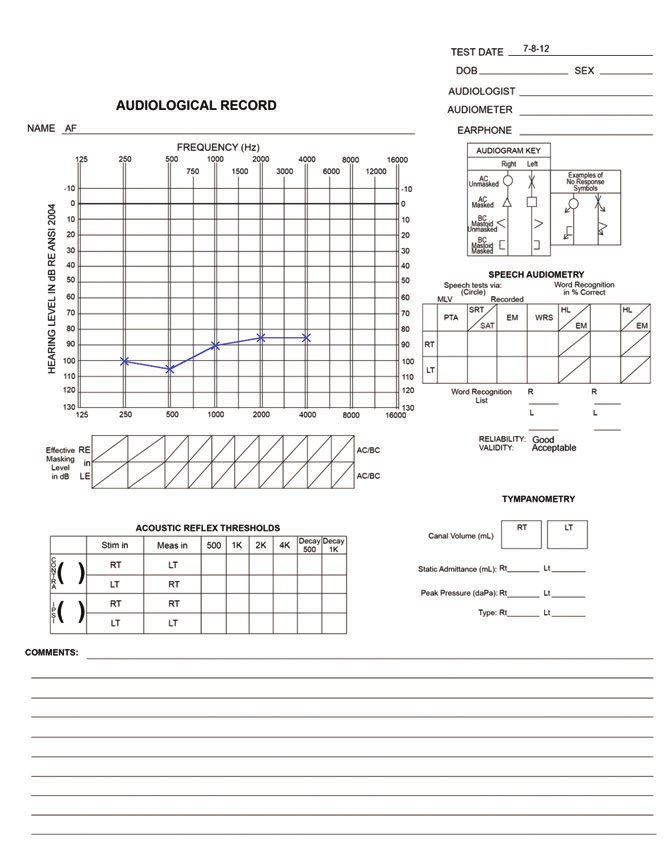 TEST DATE 7-8-12
DOB SEX
AUDIOLOGIST
AUDIOLOGICAL RECORD
AUDIOMETER
NAME AF
EARPHONE
FREQUENCY (Hz)
125 250 500 1000 2000 4000 8000 16000
750 1500 3000 6000 12000
HEARING LEVEL IN dB RE ANSI 2004
-10 -10
0 0
10 10
20 20
30 30
40 40
50 50
60 60
70 70
80 80
90 90
100 100
110 110
120 120
130 130
125 250 500 1000 2000 4000 16000
AUDIOGRAM KEY
Right Left
AC
Unmasked
AC
Masked
BC
Mastoid
Unmasked
BC
Mastoid
Masked
Examples of
No Response
Symbols
SPEECH AUDIOMETRY
Speech tests via:
(Circle)
MLV Recorded
Word Recognition
in % Correct
PTA SRT SAT EM WRS HL EM HL EM
RT
LT
Word Recognition
List
R R
L L
RELIABILITY: Good
VALIDITY: Acceptable
Effective
Masking
Level
in dB
RE
in
LE
AC/BC
AC/BC
TYMPANOMETRY
RT LT
Canal Volume (mL)
Static Admittance (mL): Rt Lt
Peak Pressure (daPa): Rt Lt
Type: Rt Lt
ACOUSTIC REFLEX THRESHOLDS
Stim in Meas in 500 1K 2K 4K Decay 500 Decay 1K
CONTRA ( )
RT LT
LT RT
IPSI ( )
RT RT
LT LT
COMMENTS: